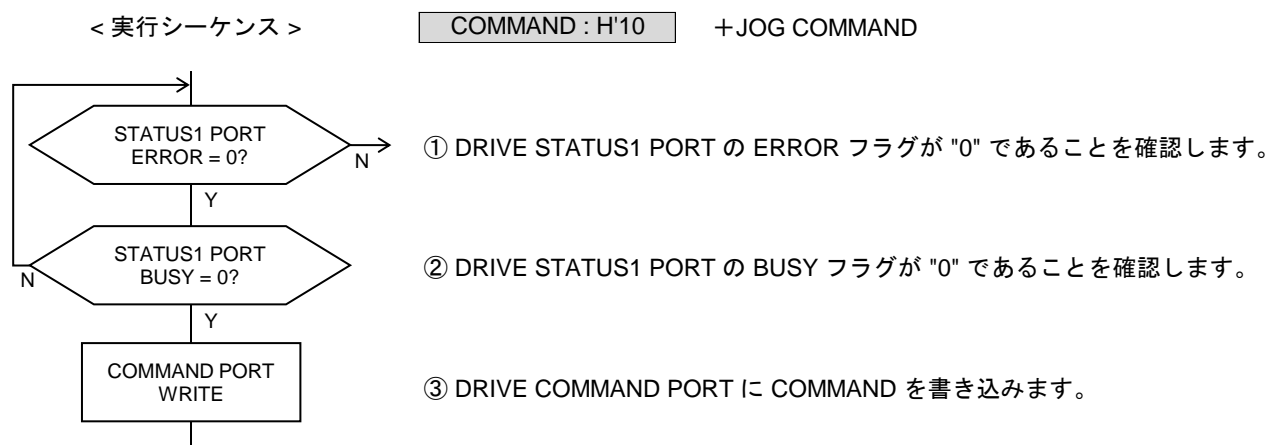 < 実行シーケンス >
COMMAND : H'10
＋JOG COMMAND
STATUS1 PORT
ERROR = 0?
N
① DRIVE STATUS1 PORT の ERROR フラグが "0" であることを確認します。
Y
STATUS1 PORT
BUSY = 0?
N
② DRIVE STATUS1 PORT の BUSY フラグが "0" であることを確認します。
Y
COMMAND PORT
WRITE
③ DRIVE COMMAND PORT に COMMAND を書き込みます。